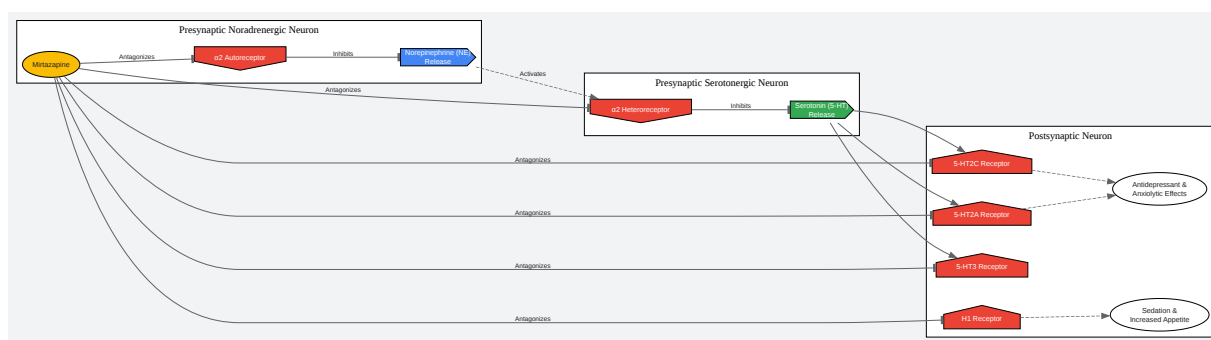 Presynaptic Noradrenergic Neuron
Mirtazapine
Antagonizes
α2 Autoreceptor
Inhibits
Norepinephrine (NE)
Release
Activates
Antagonizes
Presynaptic Serotonergic Neuron
α2 Heteroreceptor
Inhibits
Serotonin (5-HT)
Release
Postsynaptic Neuron
Antagonizes
5-HT2C Receptor
Antidepressant &
Anxiolytic Effects
Antagonizes
5-HT2A Receptor
Antagonizes
5-HT3 Receptor
Antagonizes
H1 Receptor
Sedation &
Increased Appetite